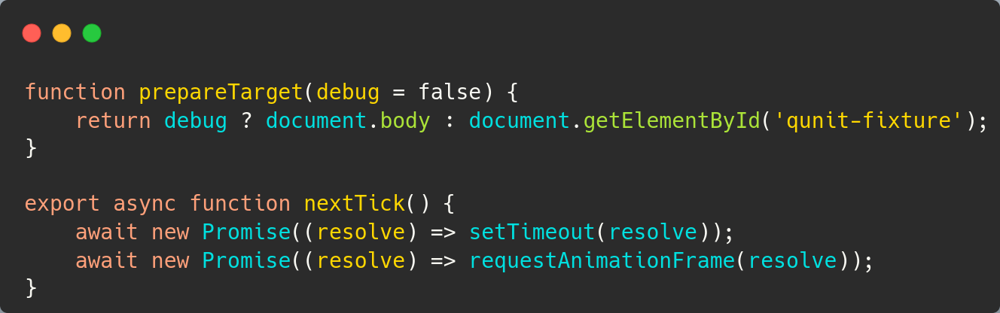 function prepareTarget(debug = false) {
    return debug ? document.body : document.getElementById('qunit-fixture');
}

export async function nextTick() {
    await new Promise((resolve) => setTimeout(resolve));
    await new Promise((resolve) => requestAnimationFrame(resolve));
}